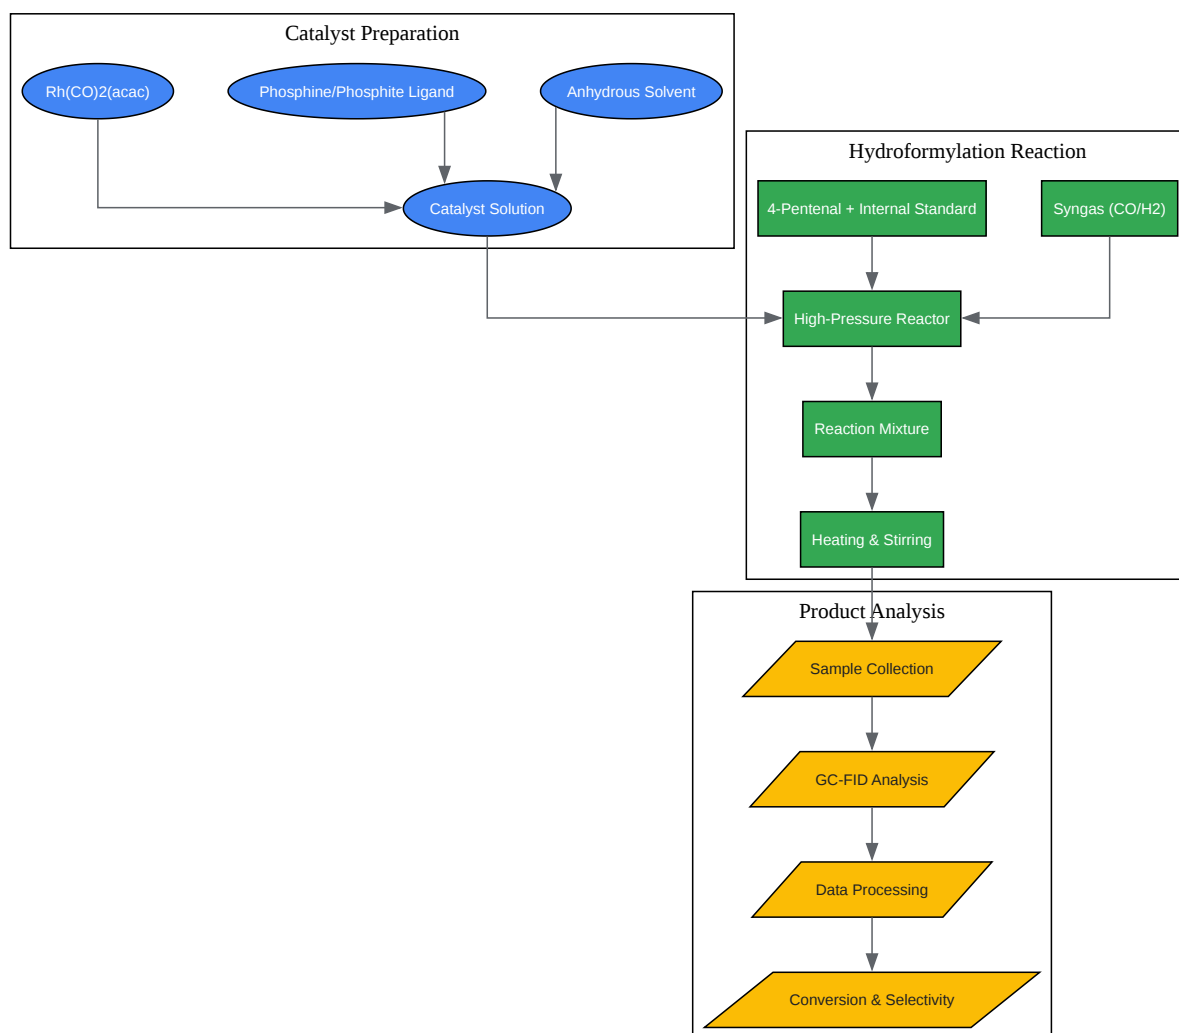 Catalyst Preparation
Rh(CO)2(acac)
Phosphine/Phosphite Ligand
Anhydrous Solvent
Catalyst Solution
Hydroformylation Reaction
4-Pentenal + Internal Standard
Syngas (CO/H2)
High-Pressure Reactor
Reaction Mixture
Heating & Stirring
Product Analysis
Sample Collection
GC-FID Analysis
Data Processing
Conversion & Selectivity